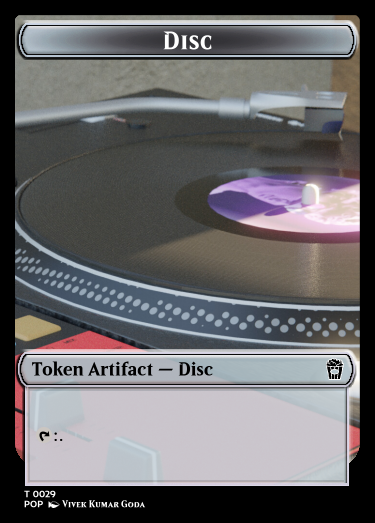 Disc
Token Artifact — Disc
:.
T 0029
POP Vivek Kumar Goda